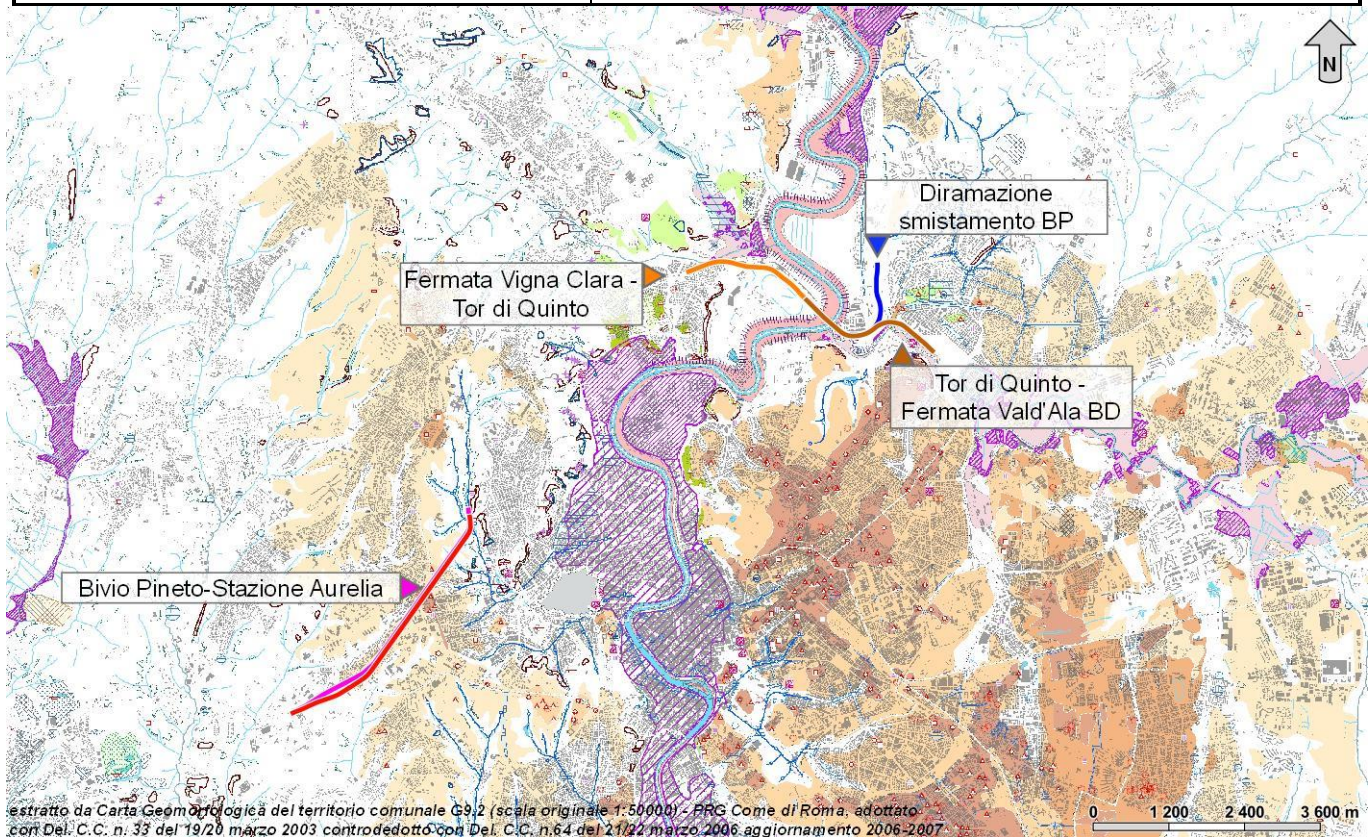 N
Diramazione
smistamento BP
Fermata Vigna Clara -
Tor di Quinto
Tor di Quinto -
Fermata Vald'Ala BD
Bivio Pineto-Stazione Aurelia
estratto da Carta Geomorfologica del territorio comunale G9.2 (scala originale 1:50000) - PRG Come di Roma, adottato
con Del. C.C. n. 33 del 19/20 marzo 2003 controdedotto con Del. C.C. n.64 del 21/22 marzo 2006 aggiornamento 2006-2007
0 1 200 2 400 3 600 m